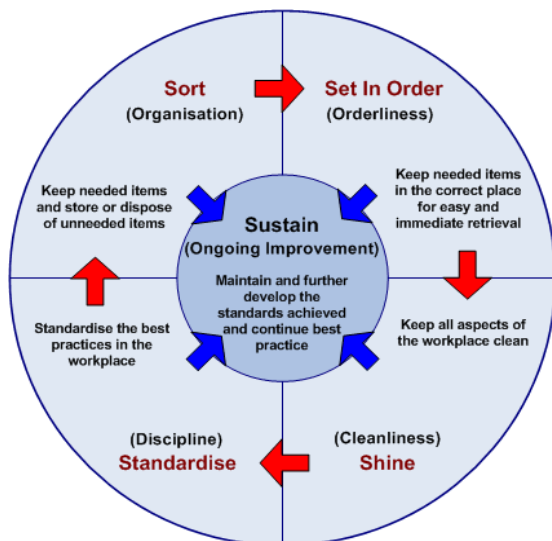 Sort
(Organisation)
Set In Order
(Orderliness)
Keep needed items
and store or dispose
of unneeded items
Keep needed items
in the correct place
for easy and
immediate retrieval
Sustain
(Ongoing Improvement)
Maintain and further
develop the
standards achieved
and continue best
practice
Standardise the best
practices in the
workplace
Keep all aspects of
the workplace clean
(Discipline)
Standardise
(Cleanliness)
Shine